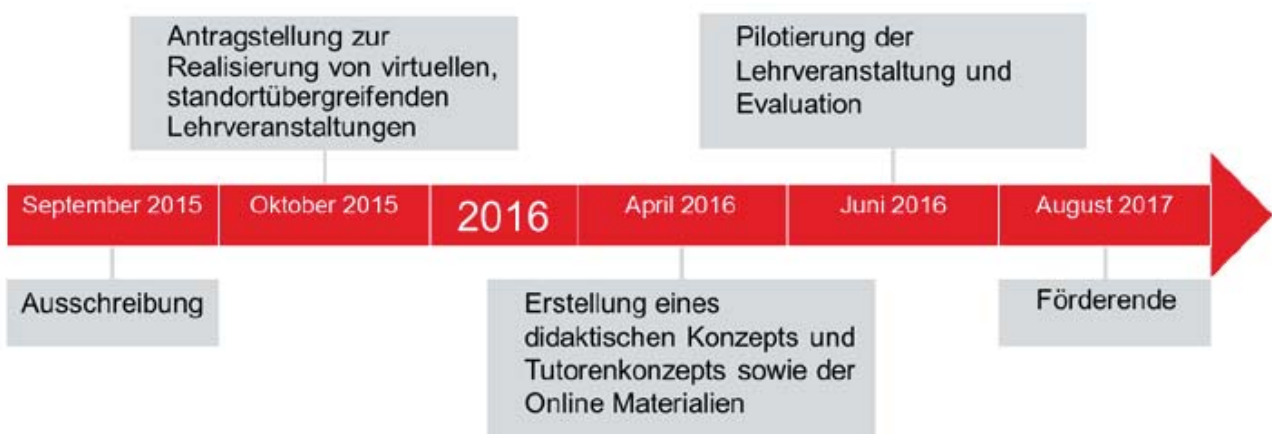 Antragstellung zur
Realisierung von virtuellen,
standortübergreifenden
Lehrveranstaltungen
Pilotierung der
Lehrveranstaltung und
Evaluation
September 2015
Oktober 2015
2016
April 2016
Juni 2016
August 2017
Ausschreibung
Erstellung eines
didaktischen Konzepts und
Tutorenkonzepts sowie der
Online Materialien
Förderende